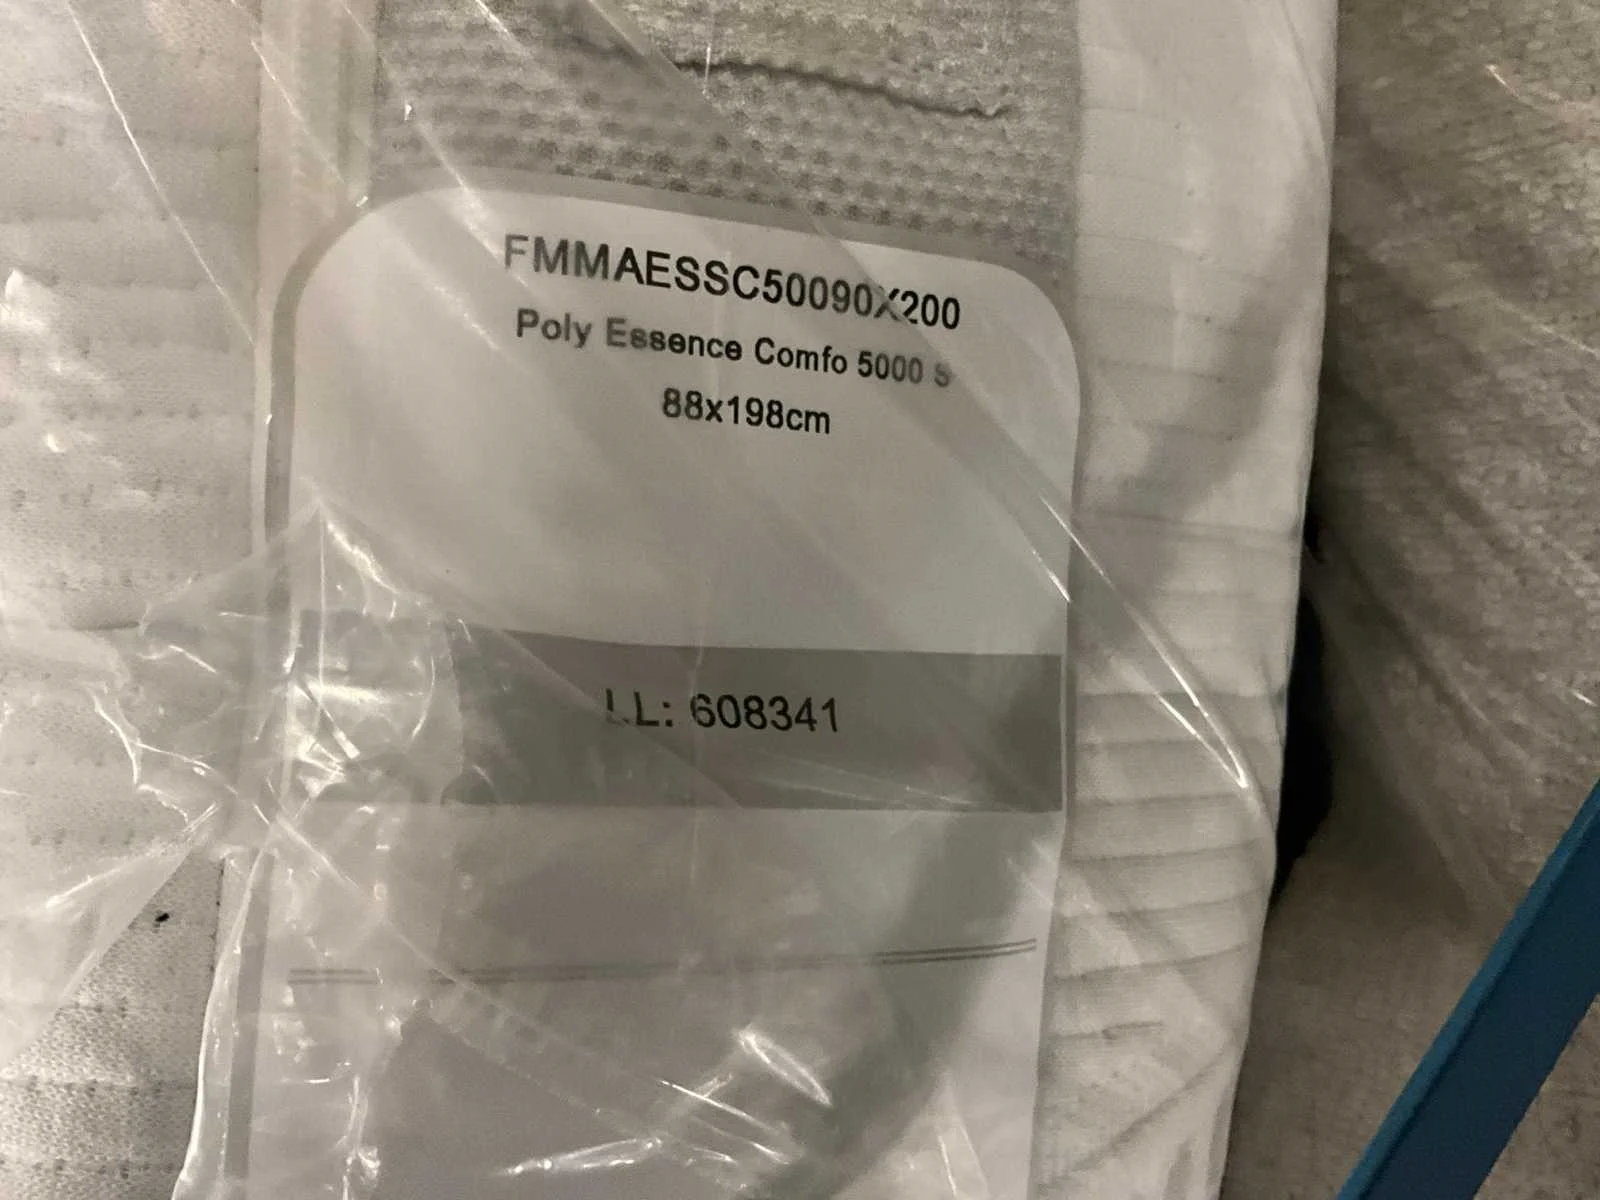 FMMAESSC50090X200
Poly Essence Comfo 5000 S
88x198cm
LL: 608341